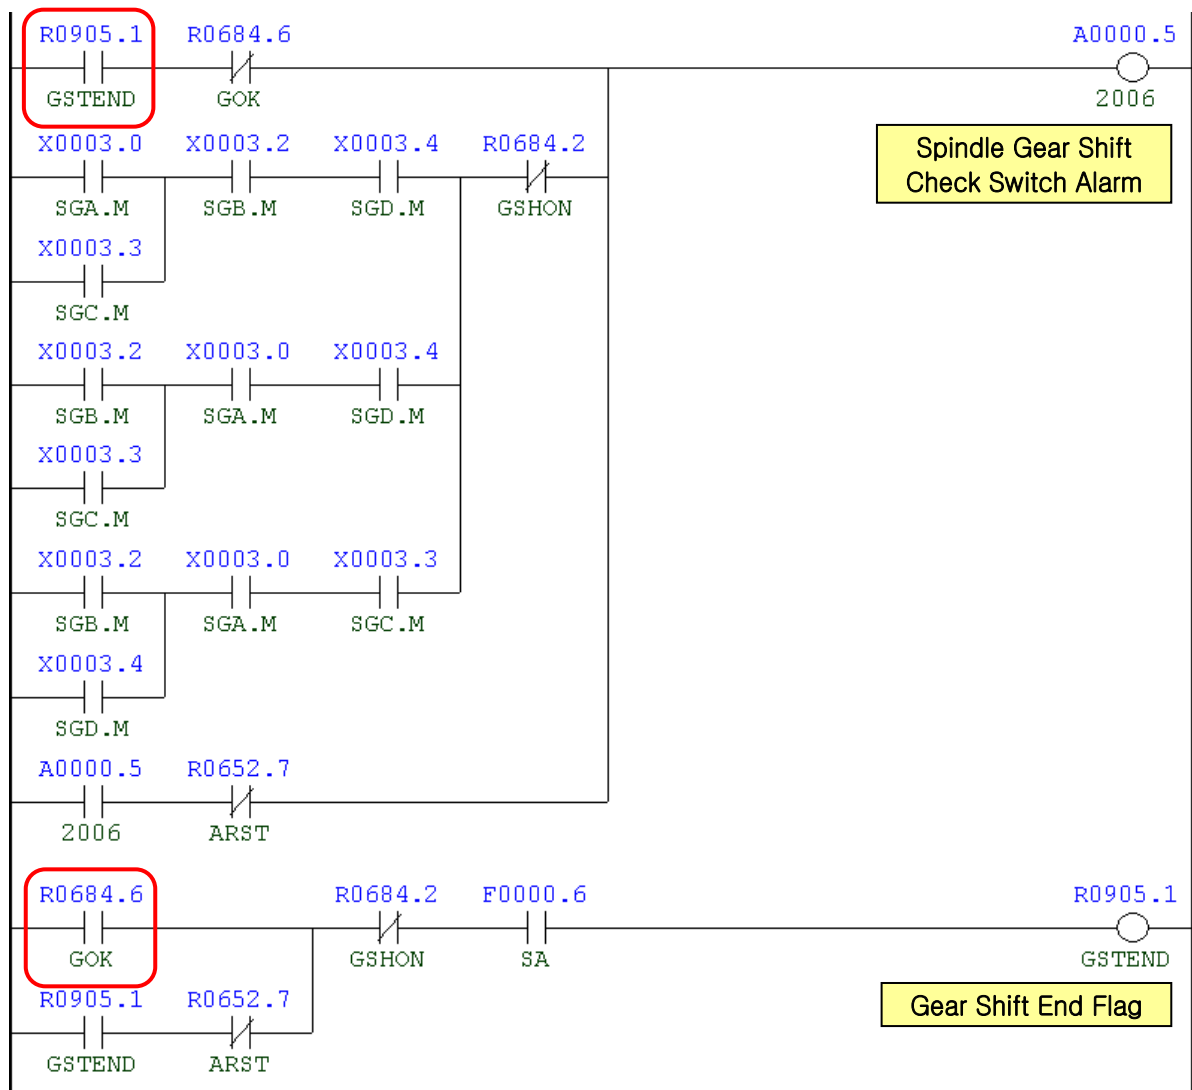 R0905.1 R0684.6 A0000.5
GSTEND GOK 2006
X0003.0 X0003.2 X0003.4 R0684.2
Spindle Gear Shift
Check Switch Alarm
SGA.M SGB.M SGD.M GSHON
X0003.3
SGC.M
X0003.2 X0003.0 X0003.4
SGB.M SGA.M SGD.M
X0003.3
SGC.M
X0003.2 X0003.0 X0003.3
SGB.M SGA.M SGC.M
X0003.4
SGD.M
A0000.5 R0652.7
2006 ARST
R0684.6 R0684.2 F0000.6 R0905.1
GOK GSHON SA GSTEND
R0905.1 R0652.7
Gear Shift End Flag
GSTEND ARST